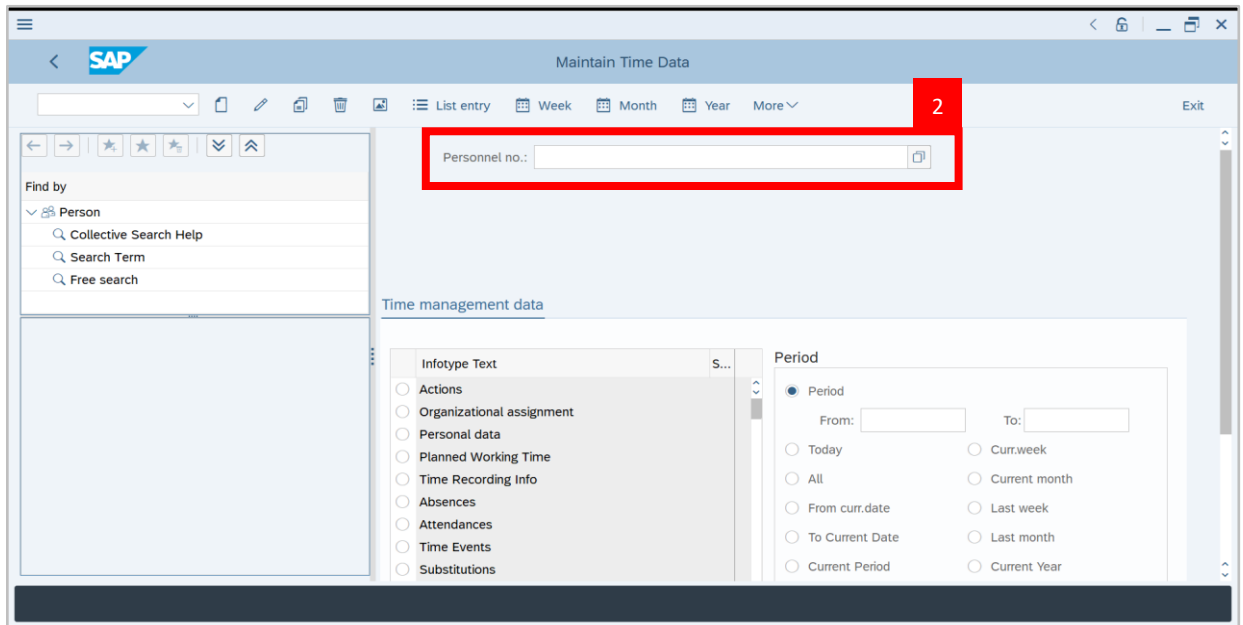 SAP
Maintain Time Data
List entry Week Month Year More Exit
2
Personnel no.:
Find by
Person
Collective Search Help
Search Term
Free search
Time management data
Infotype Text S...
Actions
Organizational assignment
Personal data
Planned Working Time
Time Recording Info
Absences
Attendances
Time Events
Substitutions
Period
Period
From: To:
Today Curr.week
All Current month
From curr.date Last week
To Current Date Last month
Current Period Current Year